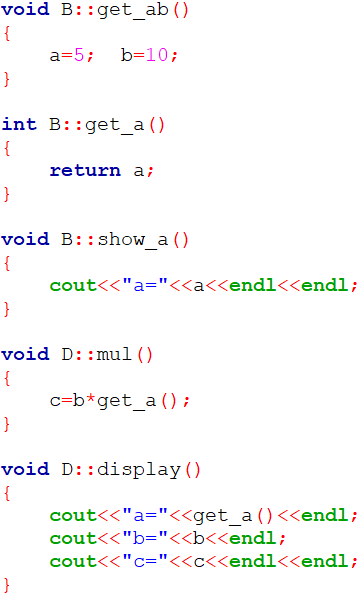 void B::get_ab()
{
    a=5;  b=10;
}

int B::get_a()
{
    return a;
}

void B::show_a()
{
    cout<<"a="<<a<<endl<<endl;
}

void D::mul()
{
    c=b*get_a();
}

void D::display()
{
    cout<<"a="<<get_a()<<endl;
    cout<<"b="<<b<<endl;
    cout<<"c="<<c<<endl<<endl;
}